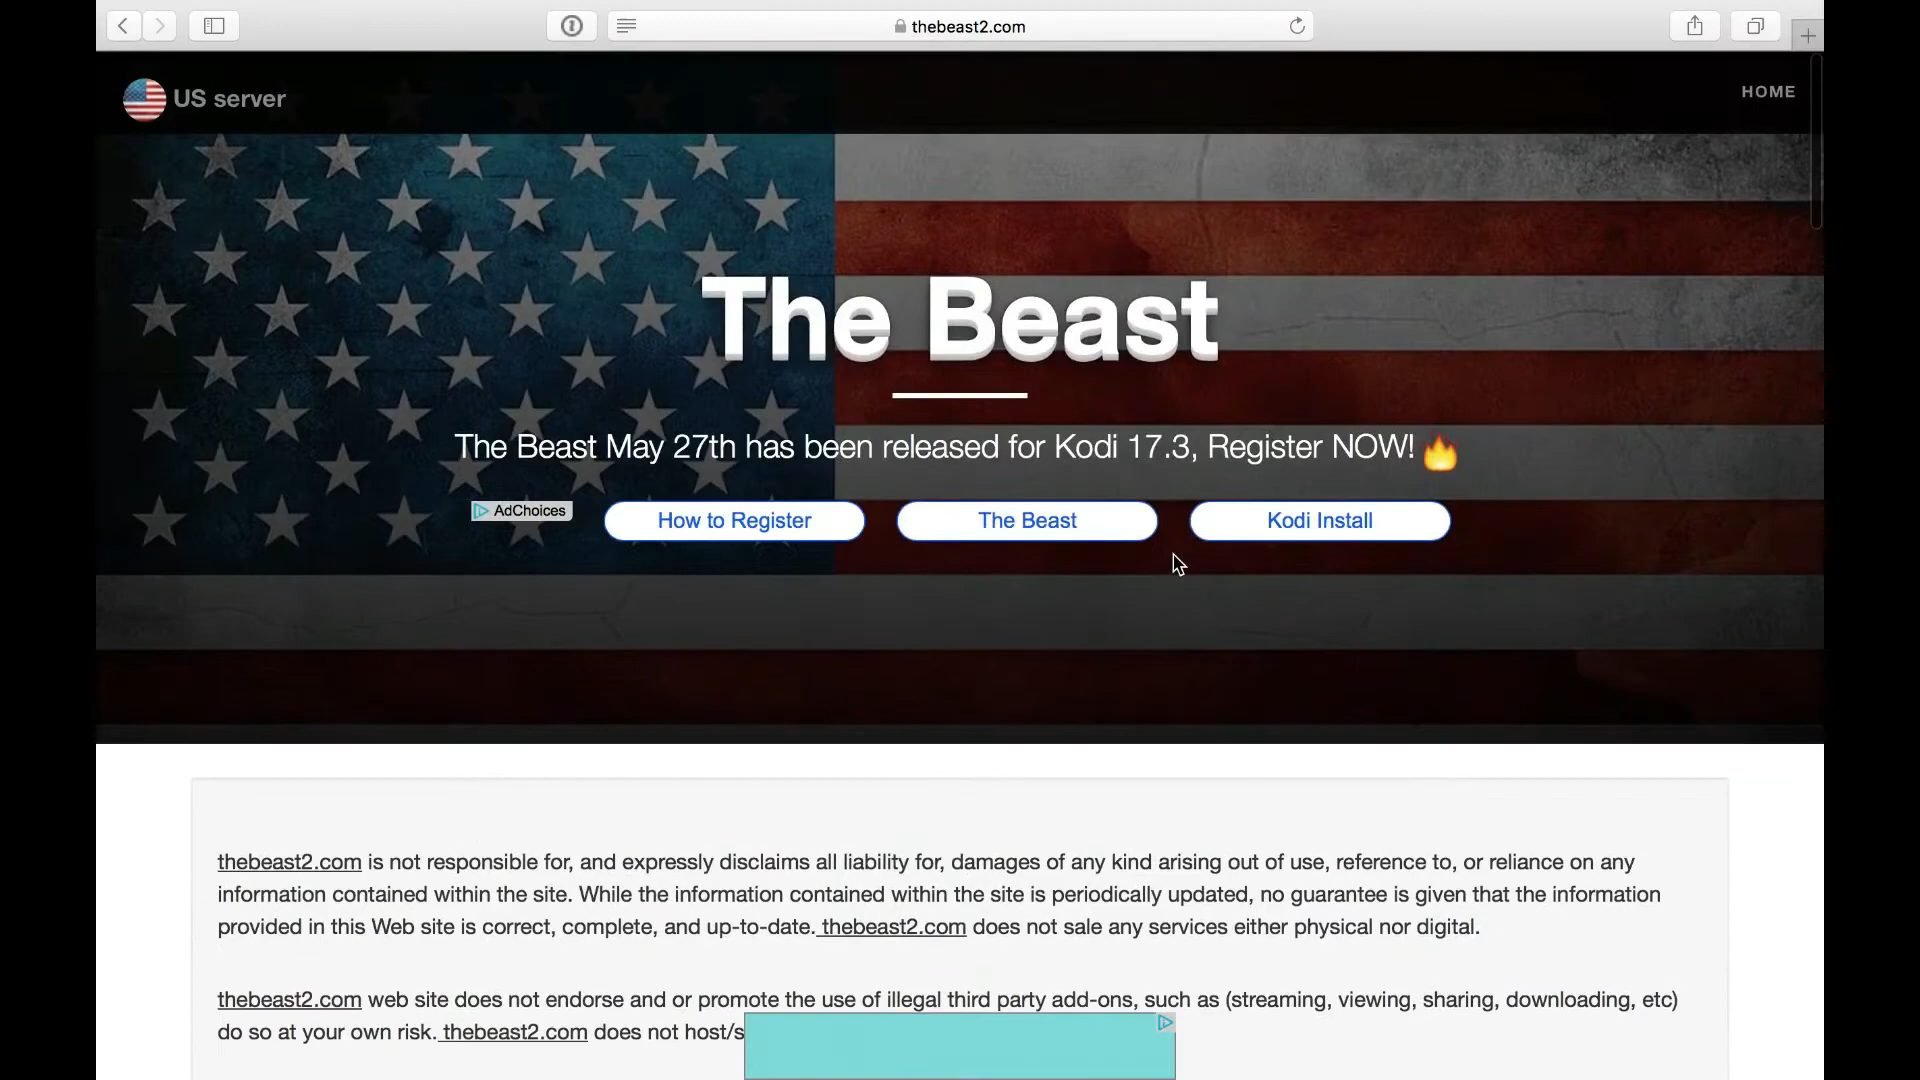 thebeast2.com
US server
HOME
The Beast
The Beast May 27th has been released for Kodi 17.3, Register NOW!
AdChoices
How to Register
The Beast
Kodi Install
thebeast2.com is not responsible for, and expressly disclaims all liability for, damages of any kind arising out of use, reference to, or reliance on any
information contained within the site. While the information contained within the site is periodically updated, no guarantee is given that the information
provided in this Web site is correct, complete, and up-to-date. thebeast2.com does not sale any services either physical nor digital.
thebeast2.com web site does not endorse and or promote the use of illegal third party add-ons, such as (streaming, viewing, sharing, downloading, etc)
do so at your own risk. thebeast2.com does not host/s